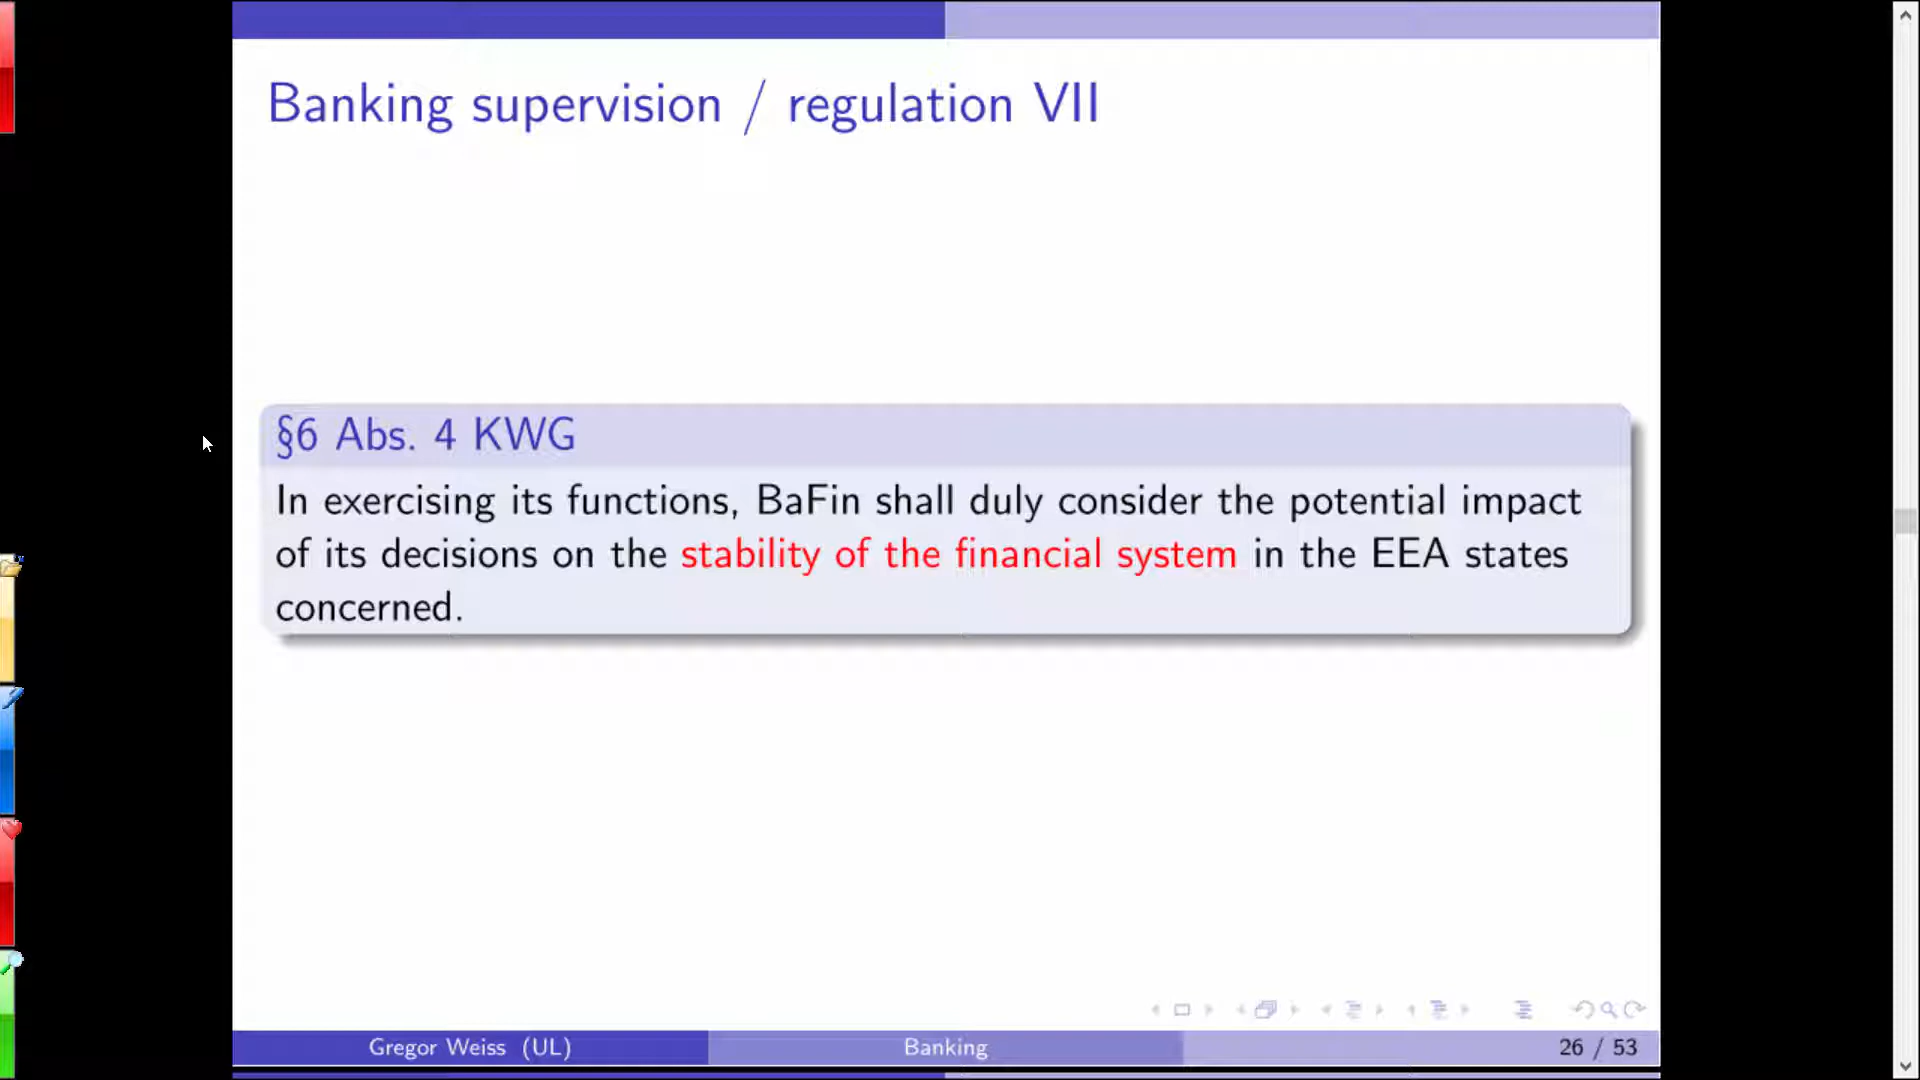 Banking supervision / regulation VII
§6 Abs. 4 KWG
In exercising its functions, BaFin shall duly consider the potential impact
of its decisions on the stability of the financial system in the EEA states
concerned.
Gregor Weiss (UL)
Banking
26 / 53